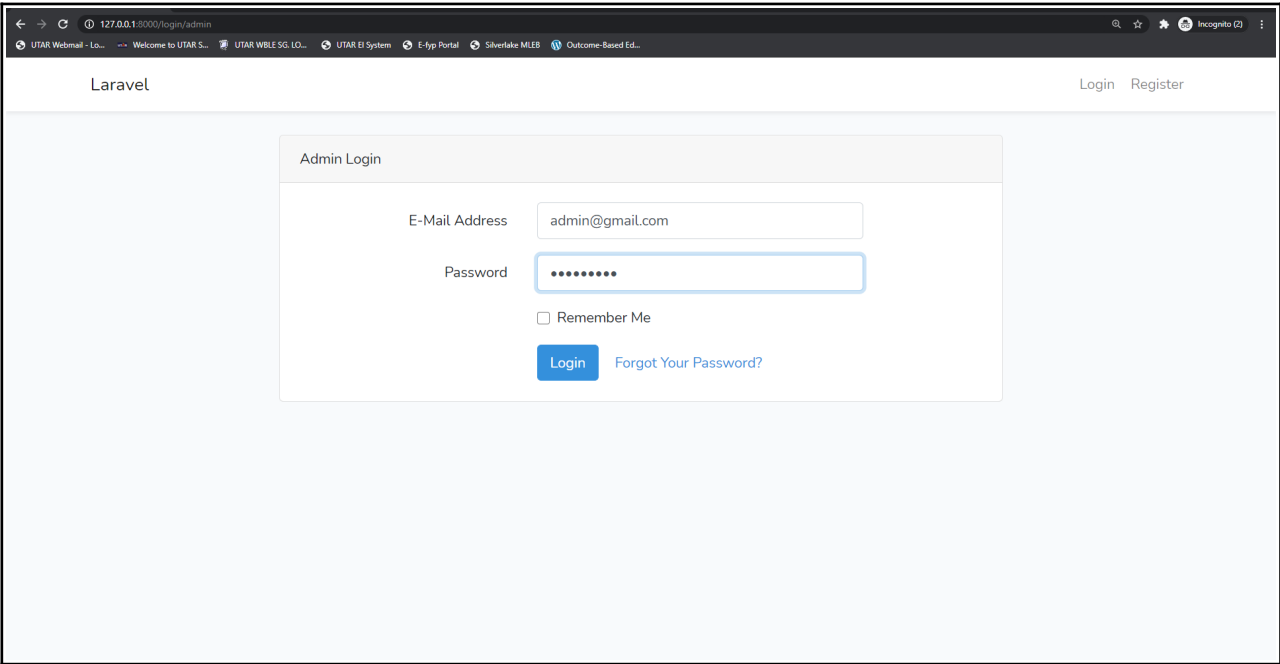 127.0.0.1:8000/login/admin Incognito (2)
UTAR Webmail - Lo... Welcome to UTAR S... UTAR WBLE SG. LO... UTAR EI System E-fyp Portal Silverlake MLEB Outcome-Based Ed...
Laravel Login Register
Admin Login
E-Mail Address admin@gmail.com
Password •••••••••
Remember Me
Login Forgot Your Password?